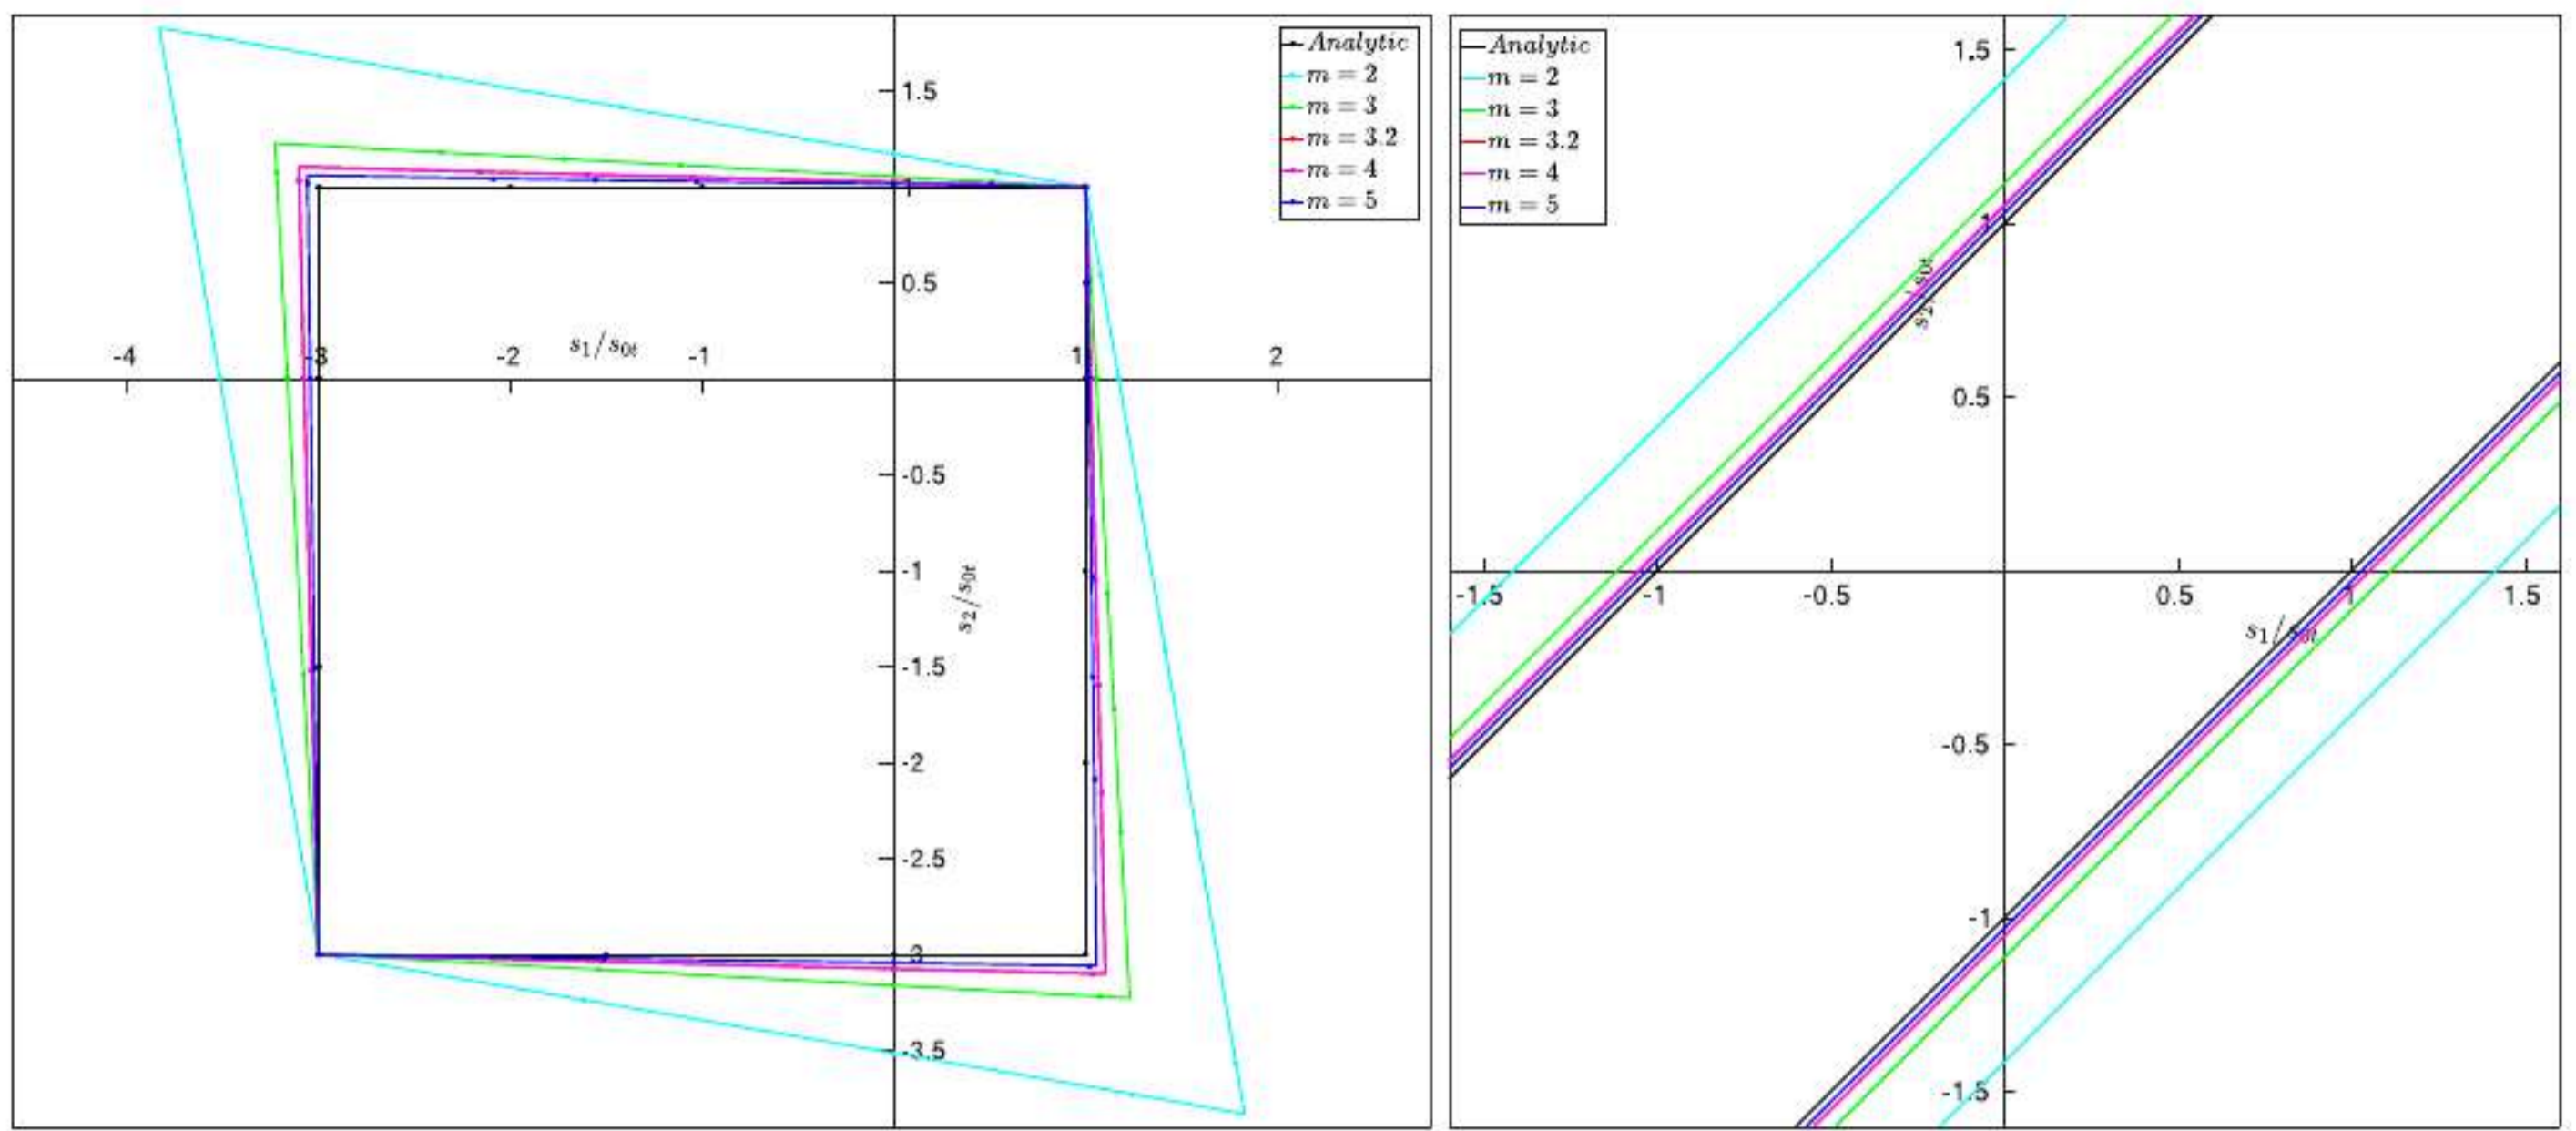 Analytic
m = 2
m = 3
m = 3.2
m = 4
m = 5
1.5
1
0.5
-4
-3
-2
s₁/s₀ₜ
-1
1
2
-0.5
-1
s₂/s₀ₜ
-1.5
-2
-2.5
-3
-3.5
Analytic
m = 2
m = 3
m = 3.2
m = 4
m = 5
1.5
1
s₂/s₀ₜ
0.5
-1.5
-1
-0.5
0.5
1
1.5
s₁/s₀ₜ
-0.5
-1
-1.5